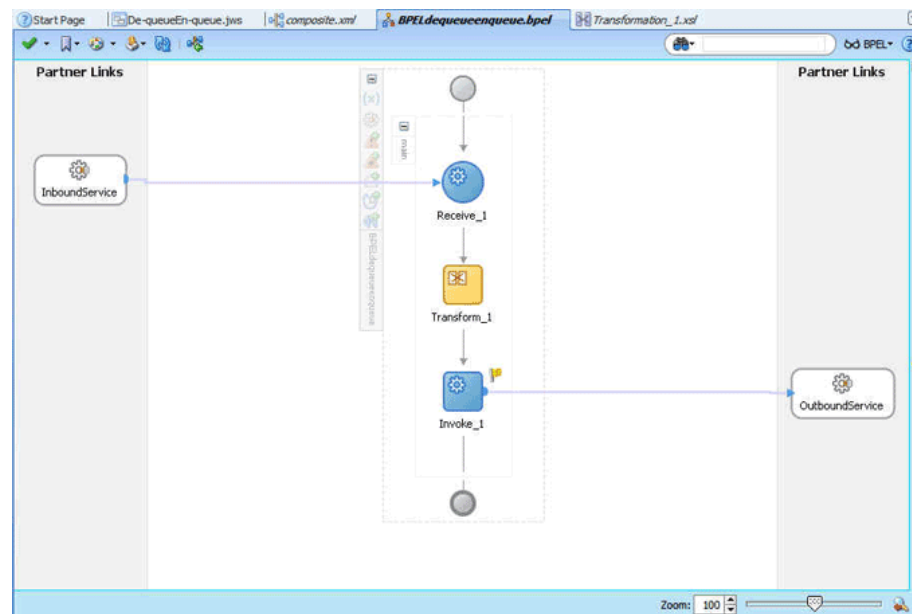 Start Page
De-queueEn-queue.jws
composite.xml
BPELdequeueenqueue.bpel
Transformation_1.xsl
BPEL
Partner Links
Partner Links
(x)
main
InboundService
Receive_1
BPELdequeueenqueue
Transform_1
Invoke_1
OutboundService
Zoom: 100